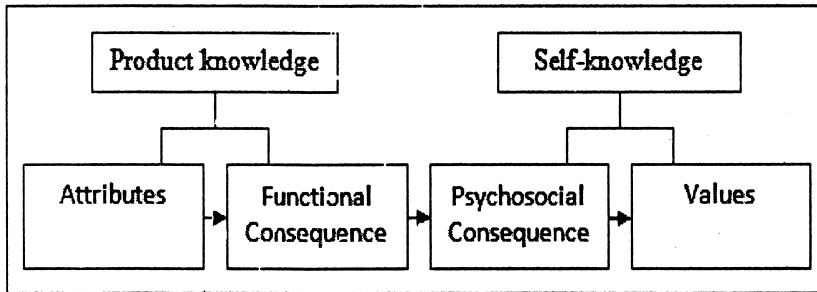 Product knowledge
Self-knowledge
Attributes
Functional
Consequence
Psychosocial
Consequence
Values